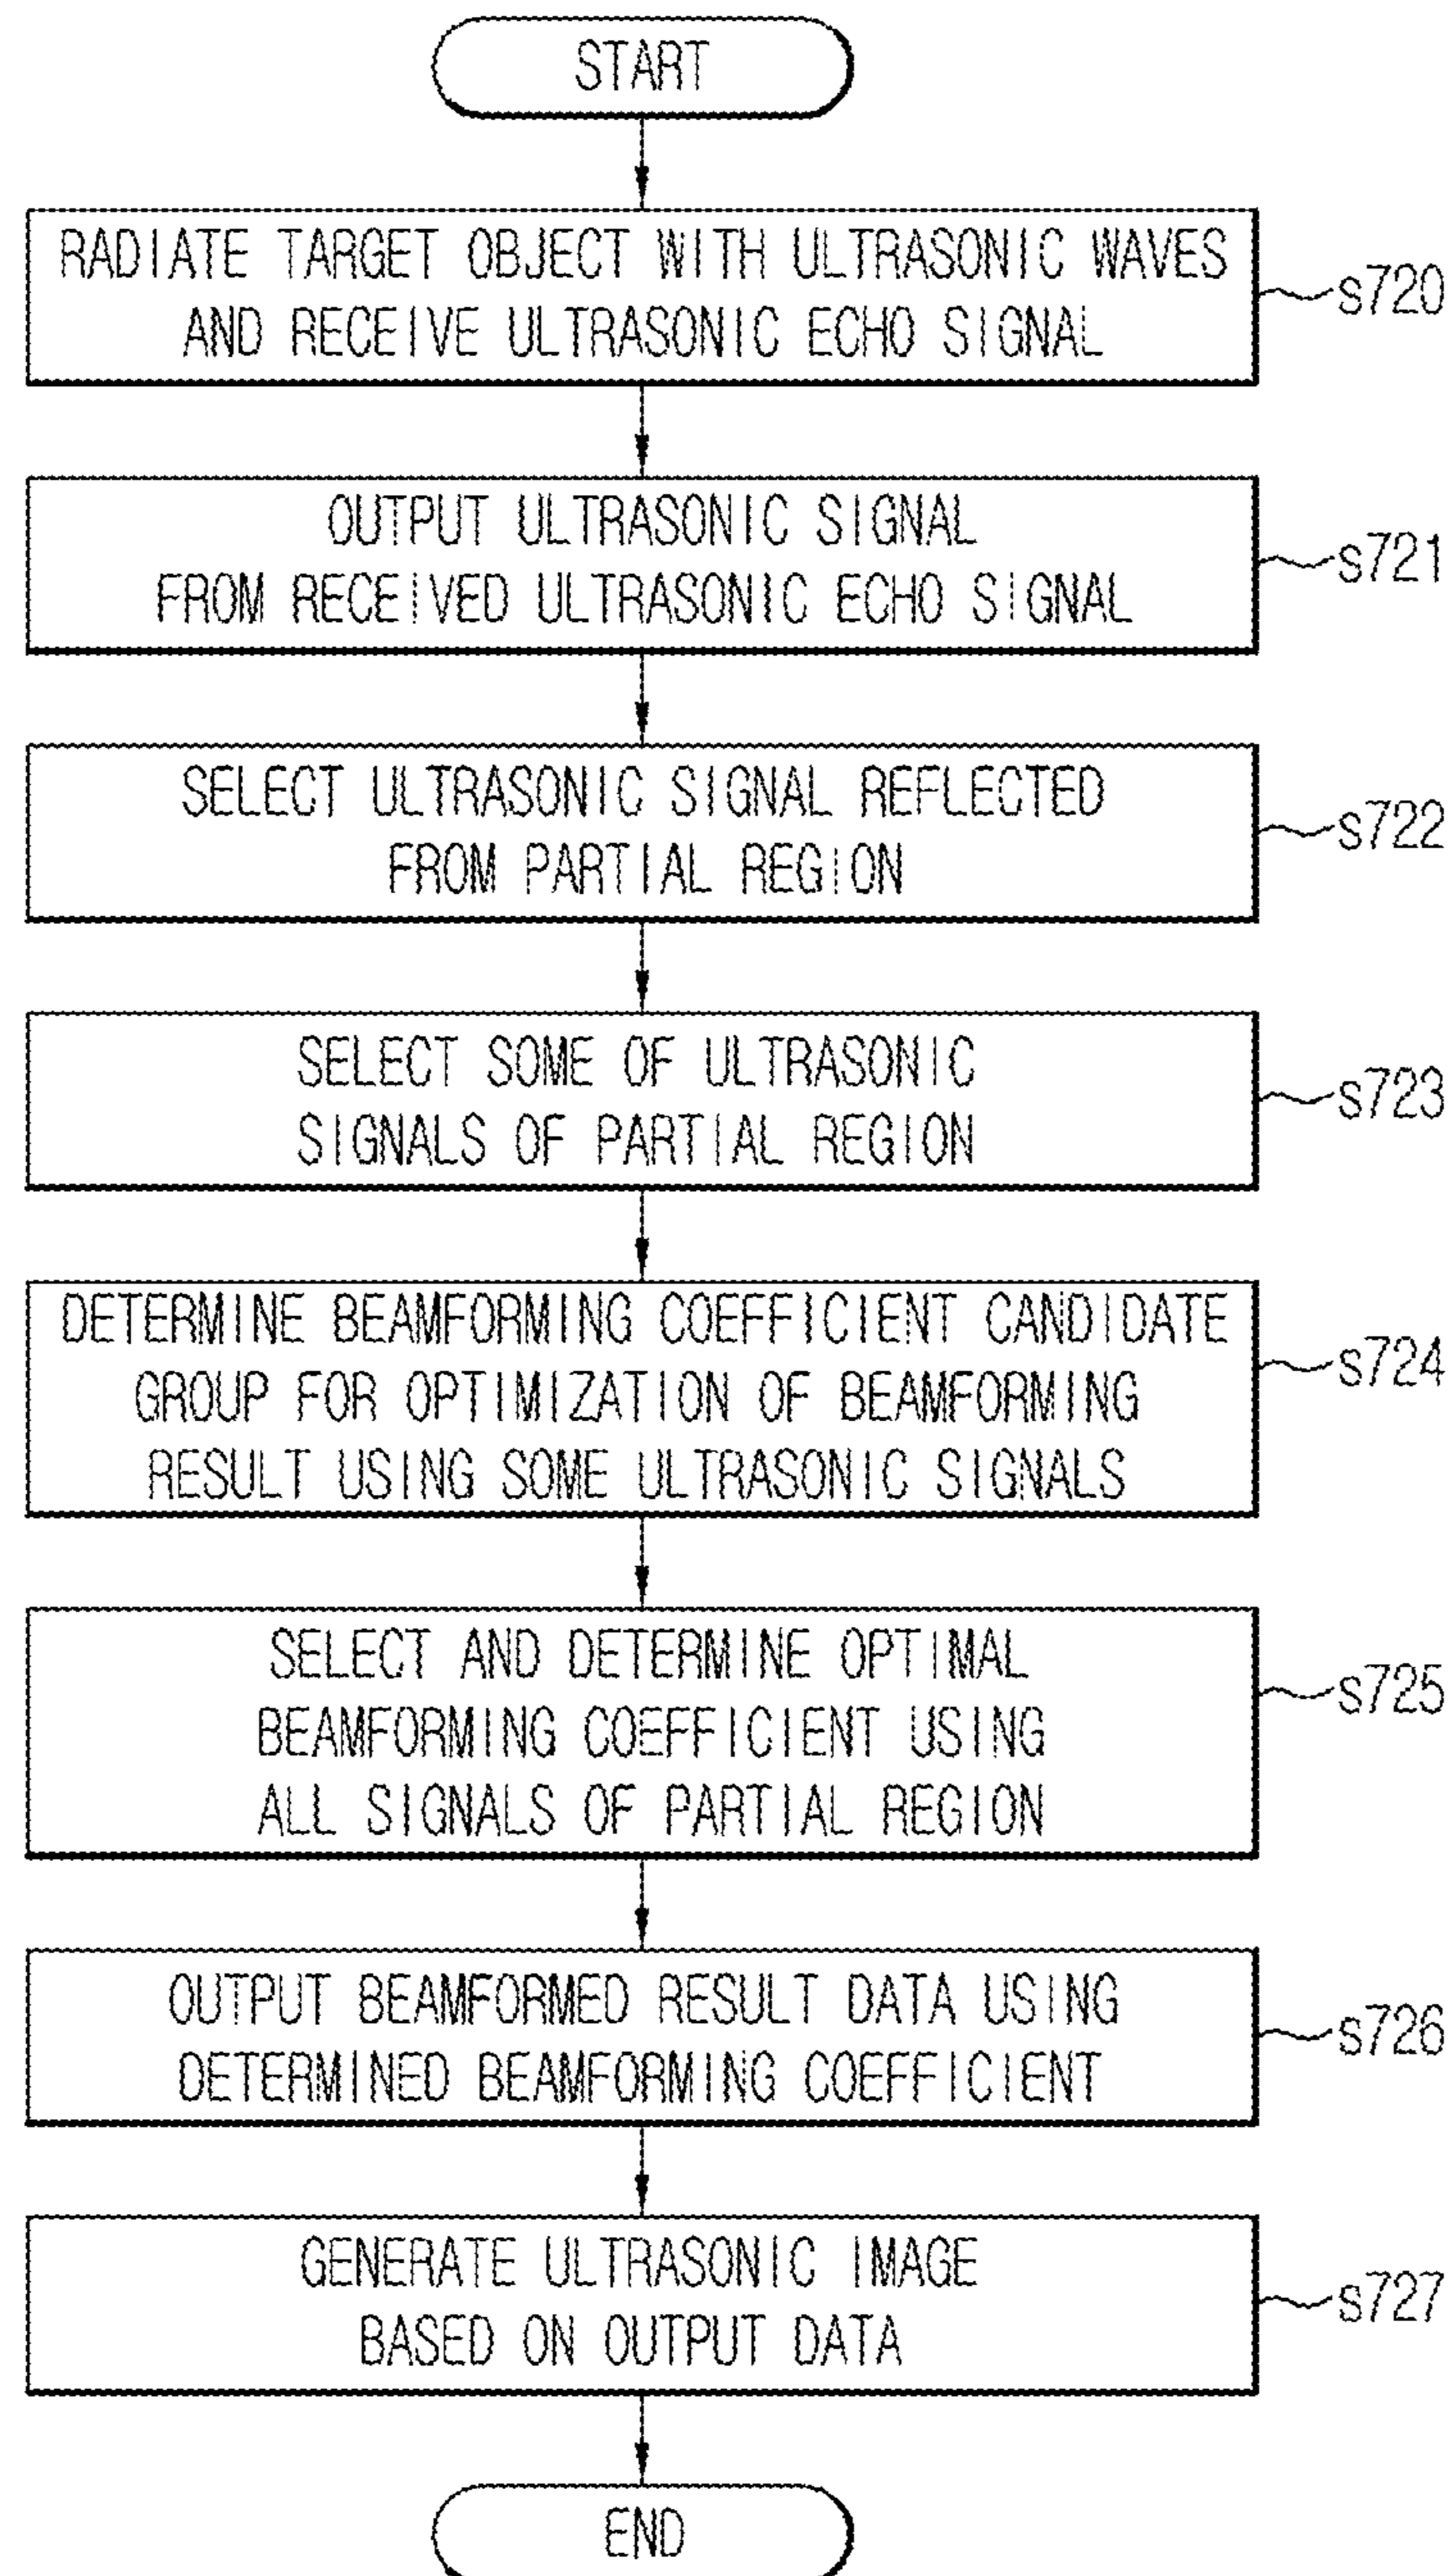 START
RADIATE TARGET OBJECT WITH ULTRASONIC WAVES
AND RECEIVE ULTRASONIC ECHO SIGNAL
s720
OUTPUT ULTRASONIC SIGNAL
FROM RECEIVED ULTRASONIC ECHO SIGNAL
s721
SELECT ULTRASONIC SIGNAL REFLECTED
FROM PARTIAL REGION
s722
SELECT SOME OF ULTRASONIC
SIGNALS OF PARTIAL REGION
s723
DETERMINE BEAMFORMING COEFFICIENT CANDIDATE
GROUP FOR OPTIMIZATION OF BEAMFORMING
RESULT USING SOME ULTRASONIC SIGNALS
s724
SELECT AND DETERMINE OPTIMAL
BEAMFORMING COEFFICIENT USING
ALL SIGNALS OF PARTIAL REGION
s725
OUTPUT BEAMFORMED RESULT DATA USING
DETERMINED BEAMFORMING COEFFICIENT
s726
GENERATE ULTRASONIC IMAGE
BASED ON OUTPUT DATA
s727
END